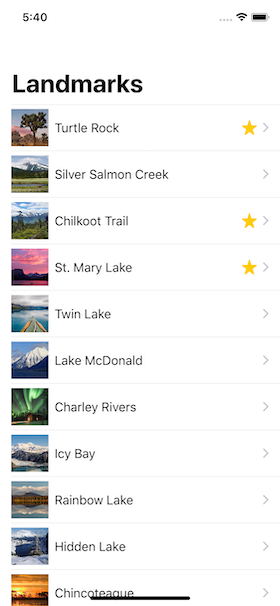 5:40
Landmarks
Turtle Rock
Silver Salmon Creek
Chilkoot Trail
St. Mary Lake
Twin Lake
Lake McDonald
Charley Rivers
Icy Bay
Rainbow Lake
Hidden Lake
Chincoteague